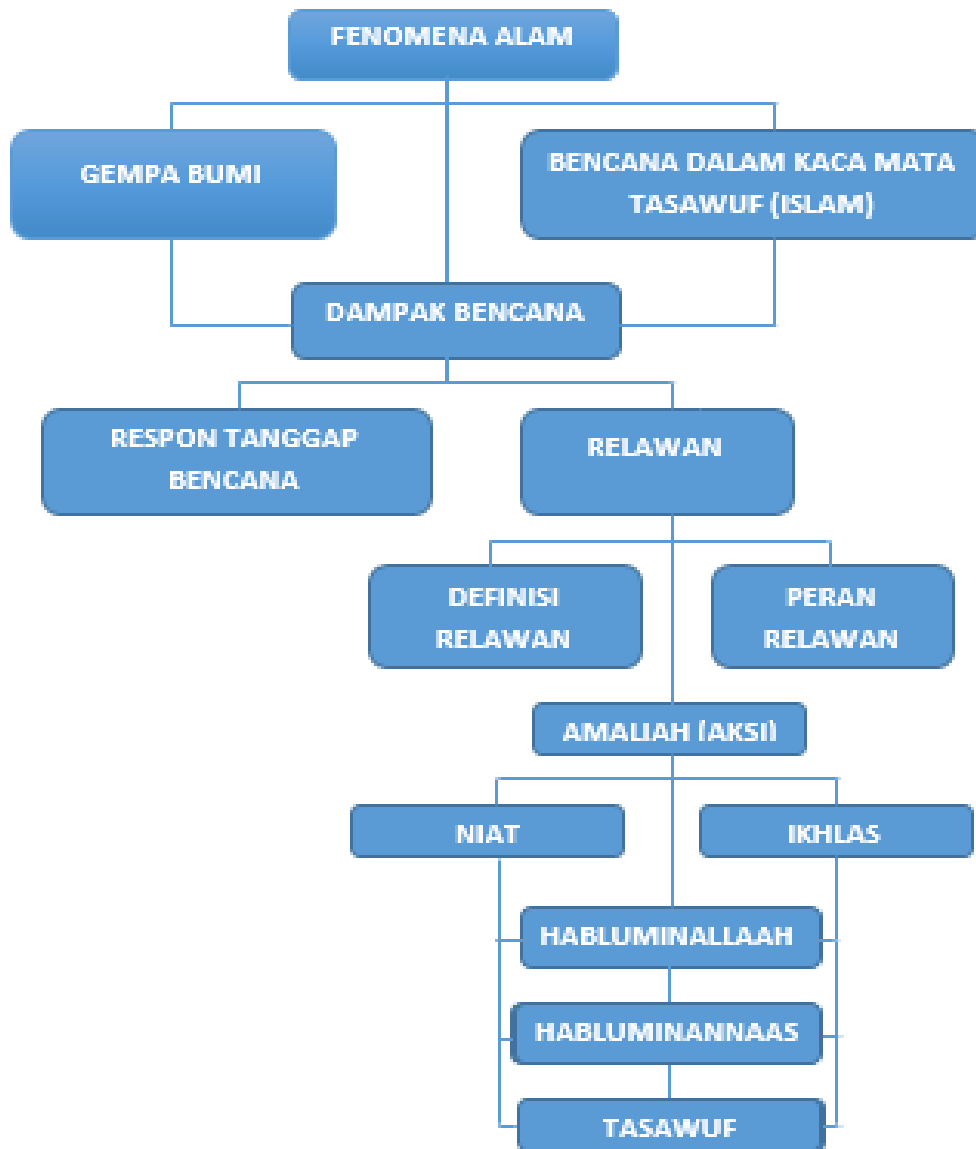 FENOMENA ALAM
GEMPA BUMI
BENCANA DALAM KACA MATA
TASAWUF (ISLAM)
DAMPAK BENCANA
RESPON TANGGAP
BENCANA
RELAWAN
DEFINISI
RELAWAN
PERAN
RELAWAN
AMALIAH (AKSI)
NIAT
IKHLAS
HABLUMINALLAAH
HABLUMINANNAAS
TASAWUF